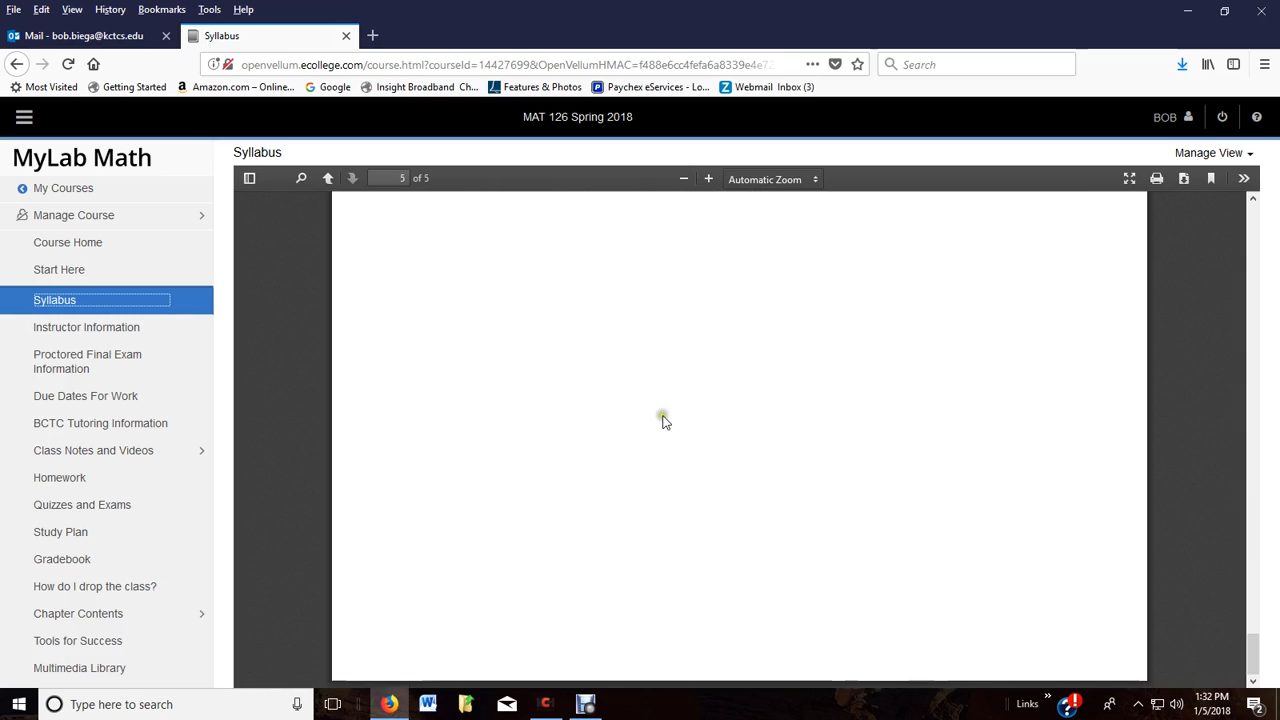 File Edit View History Bookmarks Tools Help
Mail - bob.biega@kctcs.edu
Syllabus
openvellum.ecollege.com/course.html?courseId=14427699&OpenVellumHMAC=f488e6cc4fefa6a8339e4e72
Search
Most Visited Getting Started Amazon.com – Online... Google Insight Broadband Ch... Features & Photos Paychex eServices - Lo... Webmail Inbox (3)
MAT 126 Spring 2018
BOB
MyLab Math
Syllabus
Manage View
5 of 5
Automatic Zoom
My Courses
Manage Course
Course Home
Start Here
Syllabus
Instructor Information
Proctored Final Exam
Information
Due Dates For Work
BCTC Tutoring Information
Class Notes and Videos
Homework
Quizzes and Exams
Study Plan
Gradebook
How do I drop the class?
Chapter Contents
Tools for Success
Multimedia Library
Type here to search
Links
1:32 PM
1/5/2018